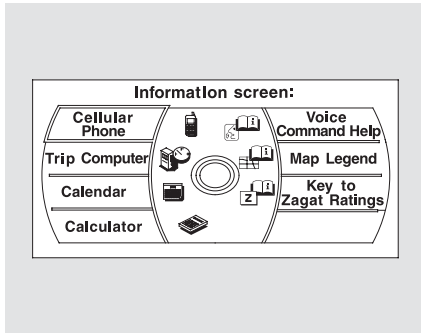 Information screen:
Cellular
Phone
Trip Computer
Calendar
Calculator
Voice
Command Help
Map Legend
Key to
Zagat Ratings
Z